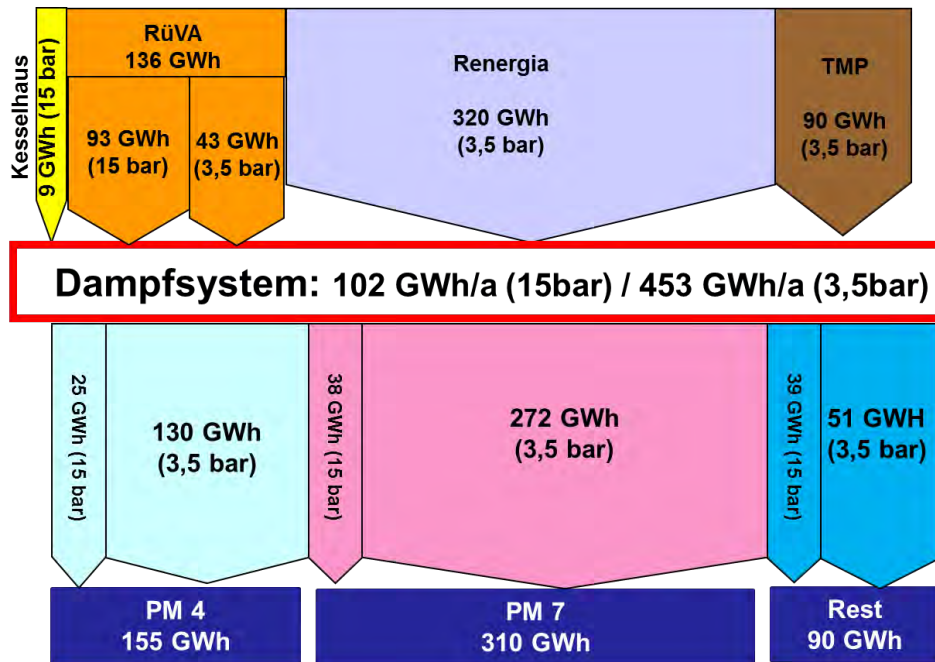 Kesselhaus
9 GWh (15 bar)
RüVA
136 GWh
93 GWh
(15 bar)
43 GWh
(3,5 bar)
Renergia
320 GWh
(3,5 bar)
TMP
90 GWh
(3,5 bar)
Dampfsystem: 102 GWh/a (15bar) / 453 GWh/a (3,5bar)
25 GWh (15 bar)
130 GWh
(3,5 bar)
38 GWh (15 bar)
272 GWh
(3,5 bar)
39 GWh (15 bar)
51 GWH
(3,5 bar)
PM 4
155 GWh
PM 7
310 GWh
Rest
90 GWh